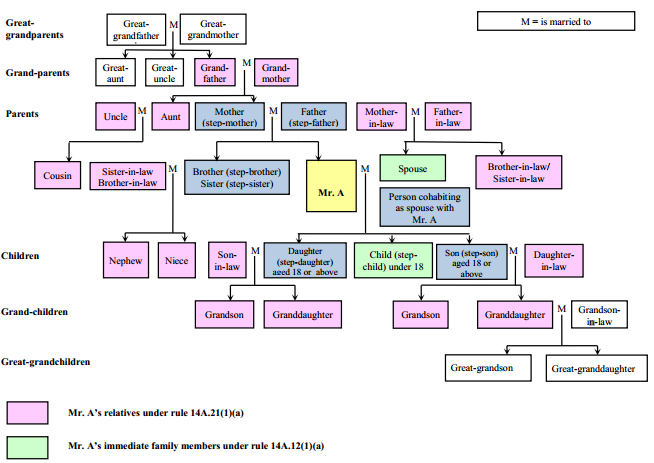 Great-
grandparents
Great-
grandfather
M
Great-
grandmother
M = is married to
Grand-parents
Great-
aunt
Great-
uncle
Grand-
father
M
Grand-
mother
Parents
Uncle
M
Aunt
Mother
(step-mother)
M
Father
(step-father)
Mother-
in-law
M
Father-
in-law
Cousin
Sister-in-law
Brother-in-law
M
Brother (step-brother)
Sister (step-sister)
Mr. A
M
Spouse
Brother-in-law/
Sister-in-law
Person cohabiting
as spouse with
Mr. A
Children
Nephew
Niece
Son-
in-law
M
Daughter
(step-daughter)
aged 18 or above
Child (step-
child) under 18
Son (step-son)
aged 18 or
above
M
Daughter-
in-law
Grand-children
Grandson
Granddaughter
Grandson
Granddaughter
M
Grandson-
in-law
Great-grandchildren
Great-grandson
Great-granddaughter
Mr. A's relatives under rule 14A.21(1)(a)
Mr. A's immediate family members under rule 14A.12(1)(a)